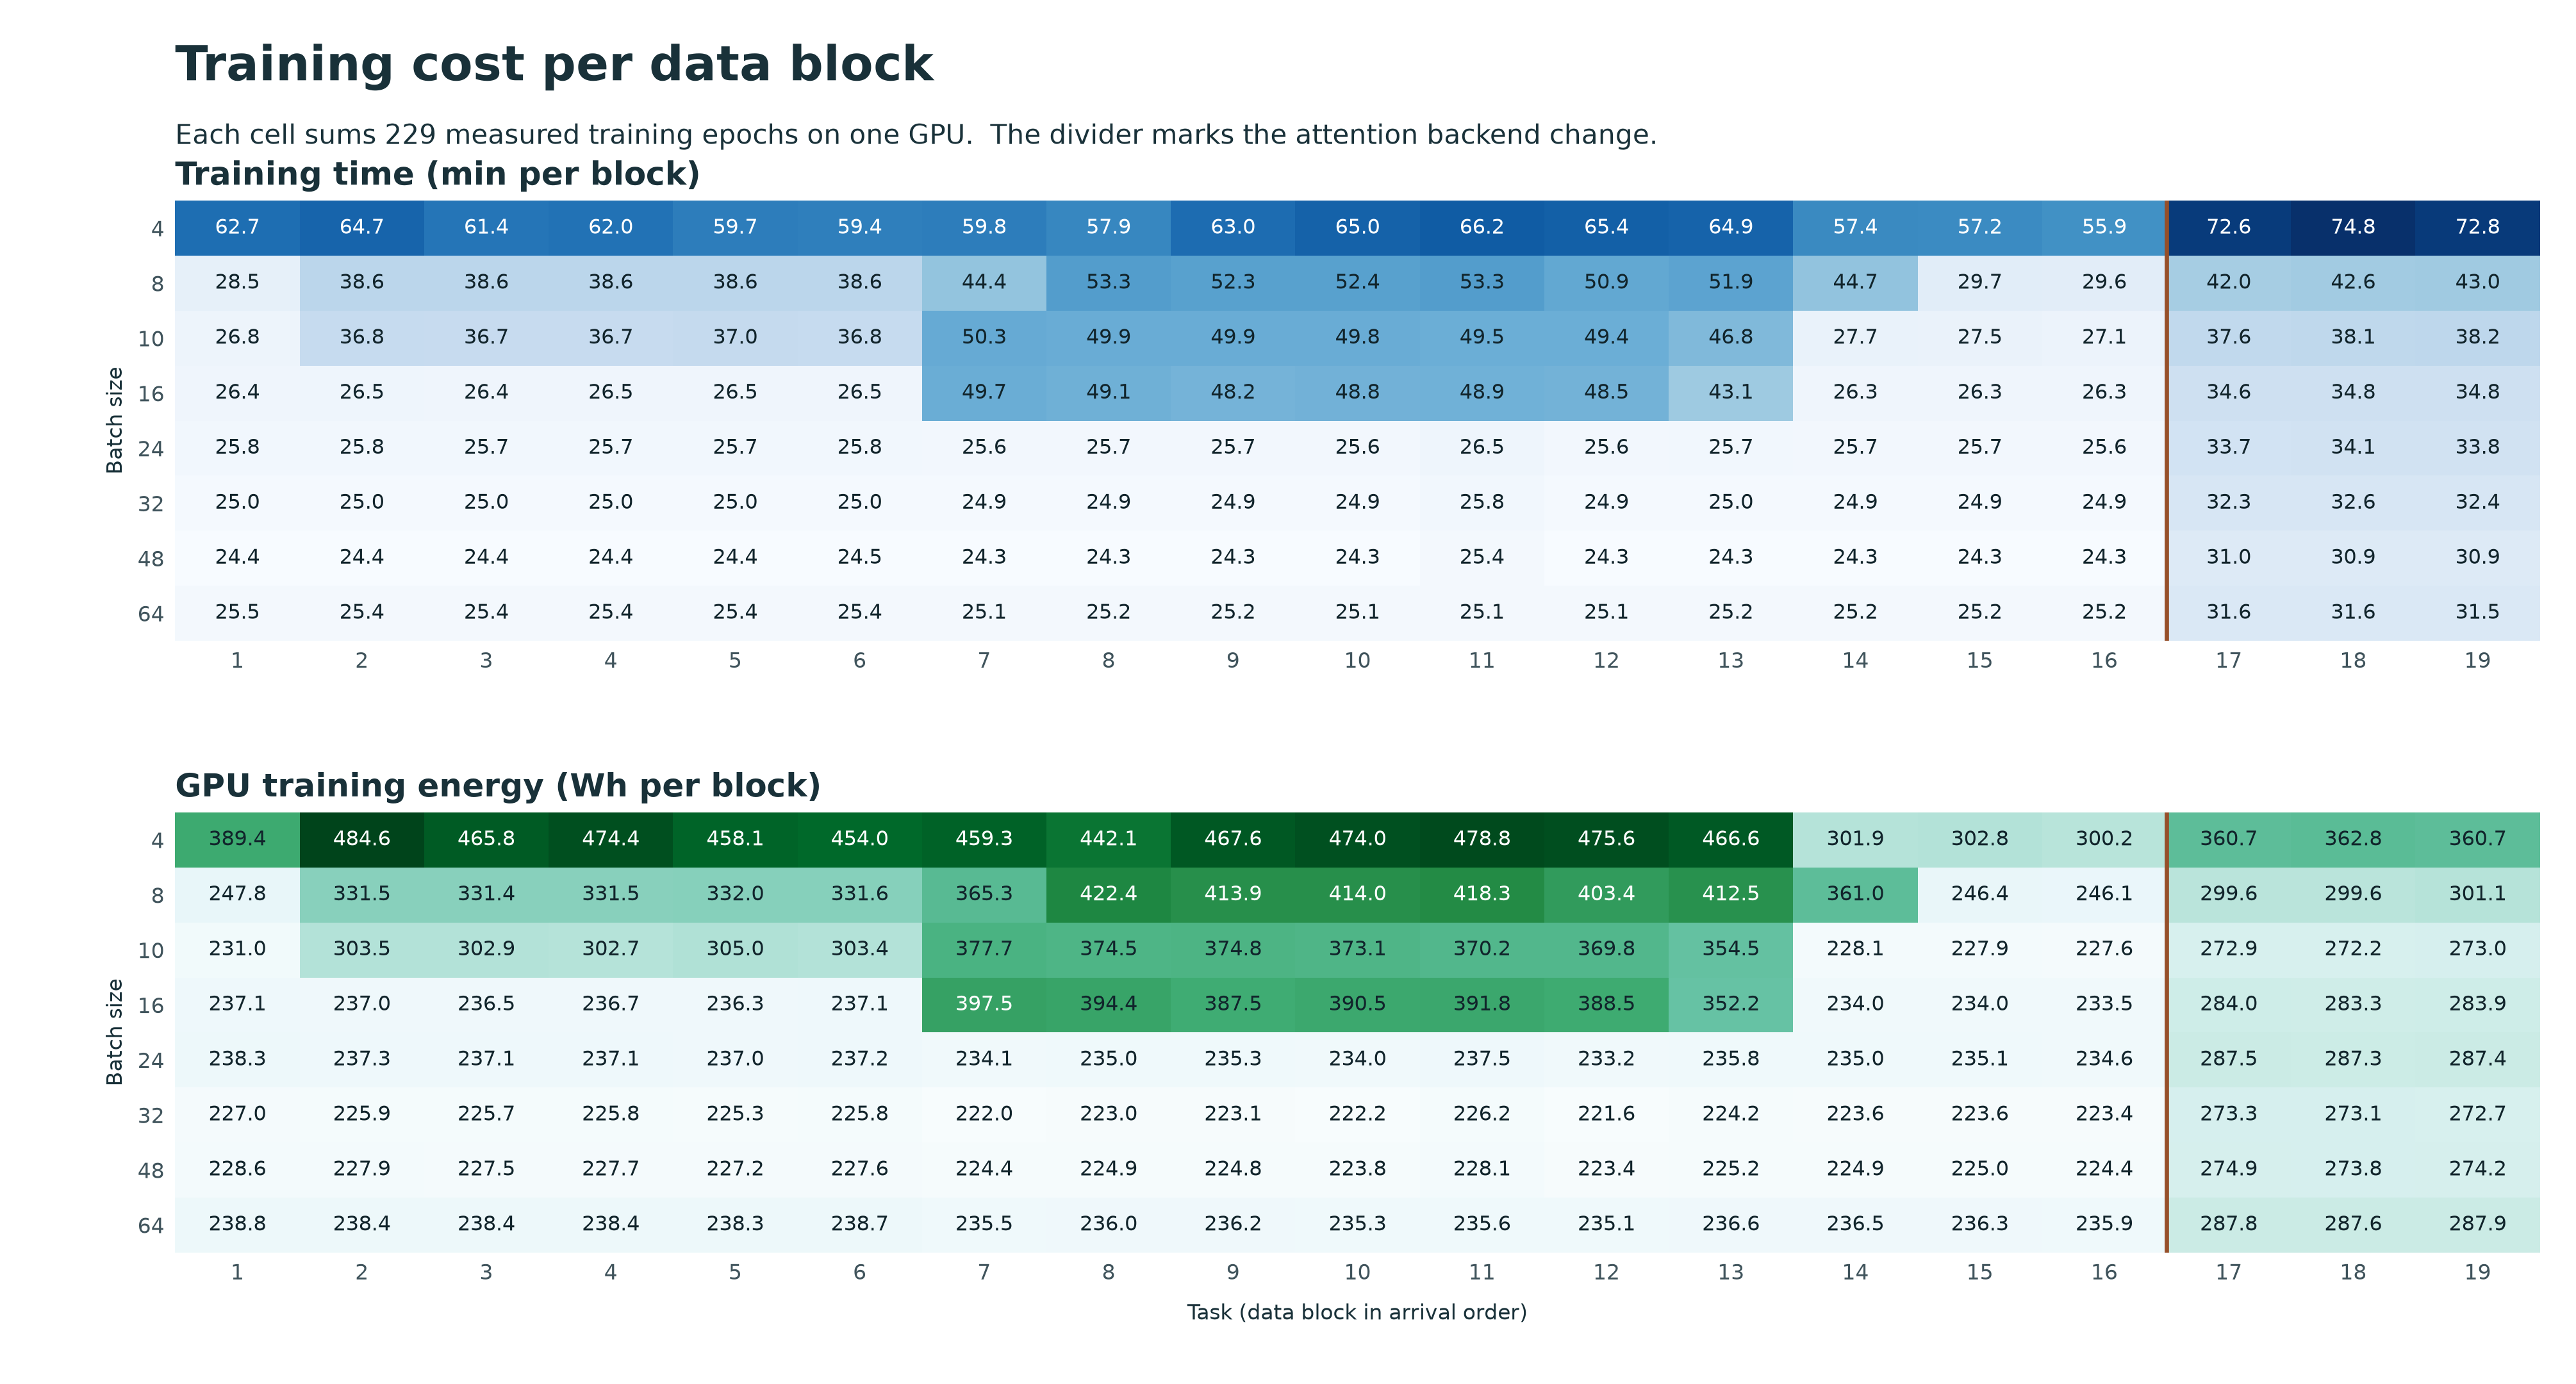 Training cost per data block
Each cell sums 229 measured training epochs on one GPU.  The divider marks the attention backend change.
Training time (min per block)
Batch size
4 62.7 64.7 61.4 62.0 59.7 59.4 59.8 57.9 63.0 65.0 66.2 65.4 64.9 57.4 57.2 55.9 72.6 74.8 72.8
8 28.5 38.6 38.6 38.6 38.6 38.6 44.4 53.3 52.3 52.4 53.3 50.9 51.9 44.7 29.7 29.6 42.0 42.6 43.0
10 26.8 36.8 36.7 36.7 37.0 36.8 50.3 49.9 49.9 49.8 49.5 49.4 46.8 27.7 27.5 27.1 37.6 38.1 38.2
16 26.4 26.5 26.4 26.5 26.5 26.5 49.7 49.1 48.2 48.8 48.9 48.5 43.1 26.3 26.3 26.3 34.6 34.8 34.8
24 25.8 25.8 25.7 25.7 25.7 25.8 25.6 25.7 25.7 25.6 26.5 25.6 25.7 25.7 25.7 25.6 33.7 34.1 33.8
32 25.0 25.0 25.0 25.0 25.0 25.0 24.9 24.9 24.9 24.9 25.8 24.9 25.0 24.9 24.9 24.9 32.3 32.6 32.4
48 24.4 24.4 24.4 24.4 24.4 24.5 24.3 24.3 24.3 24.3 25.4 24.3 24.3 24.3 24.3 24.3 31.0 30.9 30.9
64 25.5 25.4 25.4 25.4 25.4 25.4 25.1 25.2 25.2 25.1 25.1 25.1 25.2 25.2 25.2 25.2 31.6 31.6 31.5
1 2 3 4 5 6 7 8 9 10 11 12 13 14 15 16 17 18 19
GPU training energy (Wh per block)
Batch size
4 389.4 484.6 465.8 474.4 458.1 454.0 459.3 442.1 467.6 474.0 478.8 475.6 466.6 301.9 302.8 300.2 360.7 362.8 360.7
8 247.8 331.5 331.4 331.5 332.0 331.6 365.3 422.4 413.9 414.0 418.3 403.4 412.5 361.0 246.4 246.1 299.6 299.6 301.1
10 231.0 303.5 302.9 302.7 305.0 303.4 377.7 374.5 374.8 373.1 370.2 369.8 354.5 228.1 227.9 227.6 272.9 272.2 273.0
16 237.1 237.0 236.5 236.7 236.3 237.1 397.5 394.4 387.5 390.5 391.8 388.5 352.2 234.0 234.0 233.5 284.0 283.3 283.9
24 238.3 237.3 237.1 237.1 237.0 237.2 234.1 235.0 235.3 234.0 237.5 233.2 235.8 235.0 235.1 234.6 287.5 287.3 287.4
32 227.0 225.9 225.7 225.8 225.3 225.8 222.0 223.0 223.1 222.2 226.2 221.6 224.2 223.6 223.6 223.4 273.3 273.1 272.7
48 228.6 227.9 227.5 227.7 227.2 227.6 224.4 224.9 224.8 223.8 228.1 223.4 225.2 224.9 225.0 224.4 274.9 273.8 274.2
64 238.8 238.4 238.4 238.4 238.3 238.7 235.5 236.0 236.2 235.3 235.6 235.1 236.6 236.5 236.3 235.9 287.8 287.6 287.9
1 2 3 4 5 6 7 8 9 10 11 12 13 14 15 16 17 18 19
Task (data block in arrival order)